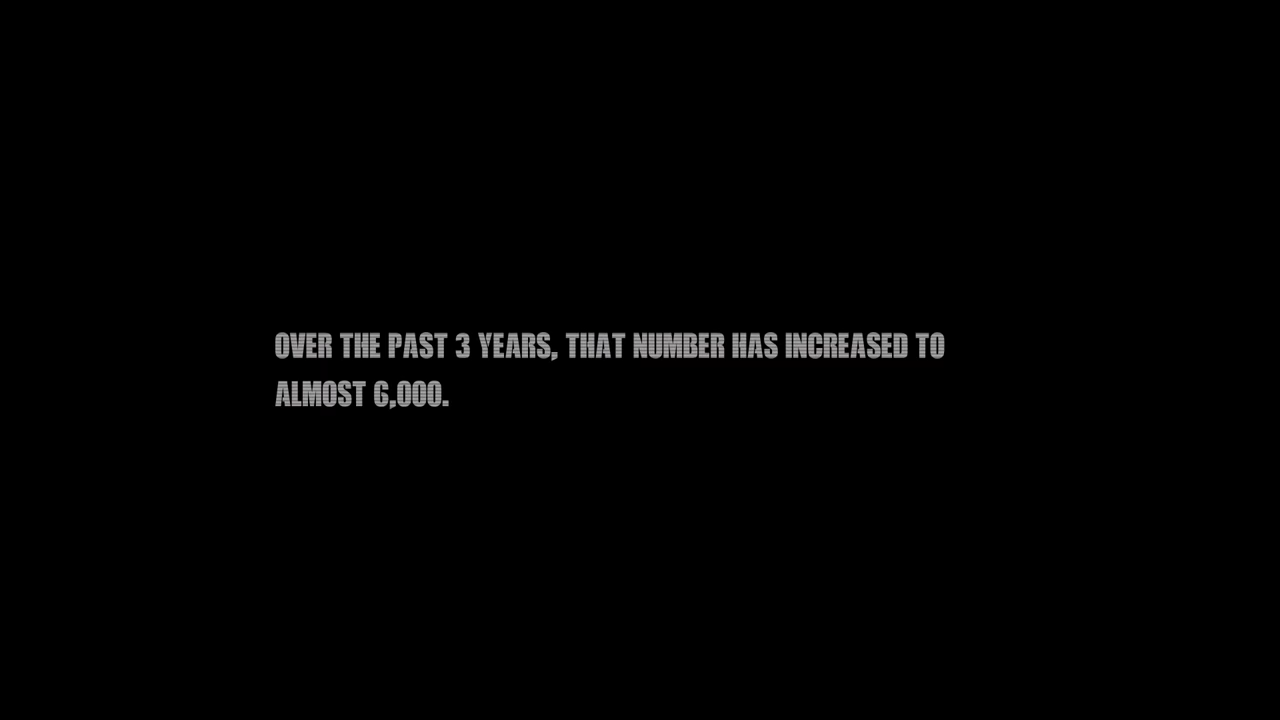 OVER THE PAST 3 YEARS, THAT NUMBER HAS INCREASED TO
ALMOST 6,000.